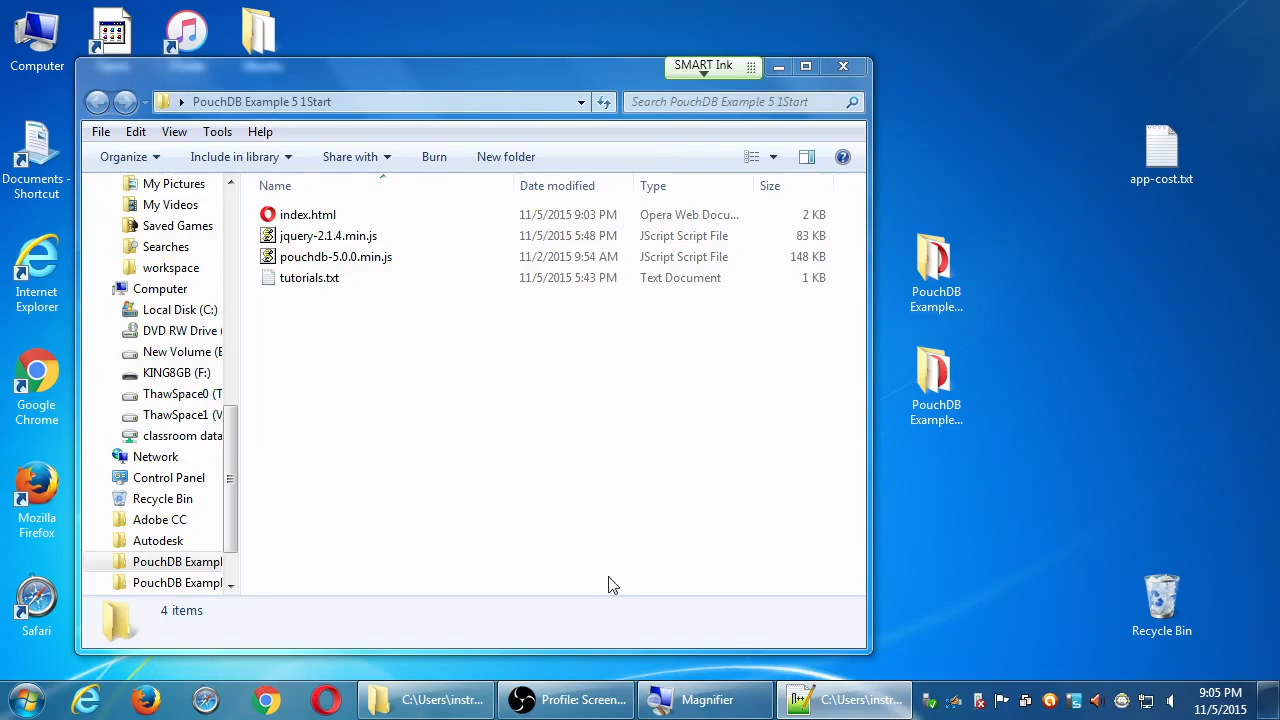 Computer
SMART Ink
PouchDB Example 5 1Start
Search PouchDB Example 5 1Start
File Edit View Tools Help
Organize Include in library Share with Burn New folder
Name Date modified Type Size
index.html 11/5/2015 9:03 PM Opera Web Docu... 2 KB
jquery-2.1.4.min.js 11/5/2015 5:48 PM JScript Script File 83 KB
pouchdb-5.0.0.min.js 11/2/2015 9:54 AM JScript Script File 148 KB
tutorials.txt 11/5/2015 5:43 PM Text Document 1 KB
My Pictures
My Videos
Saved Games
Searches
workspace
Computer
Local Disk (C:)
DVD RW Drive (
New Volume (E
KING8GB (F:)
ThawSpace0 (T
ThawSpace1 (V
classroom data
Network
Control Panel
Recycle Bin
Adobe CC
Autodesk
PouchDB Exampl
PouchDB Exampl
4 items
Documents -
Shortcut
Internet
Explorer
Google
Chrome
Mozilla
Firefox
Safari
app-cost.txt
PouchDB
Example...
PouchDB
Example...
Recycle Bin
C:\Users\instr...
Profile: Screen...
Magnifier
C:\Users\instr...
9:05 PM
11/5/2015